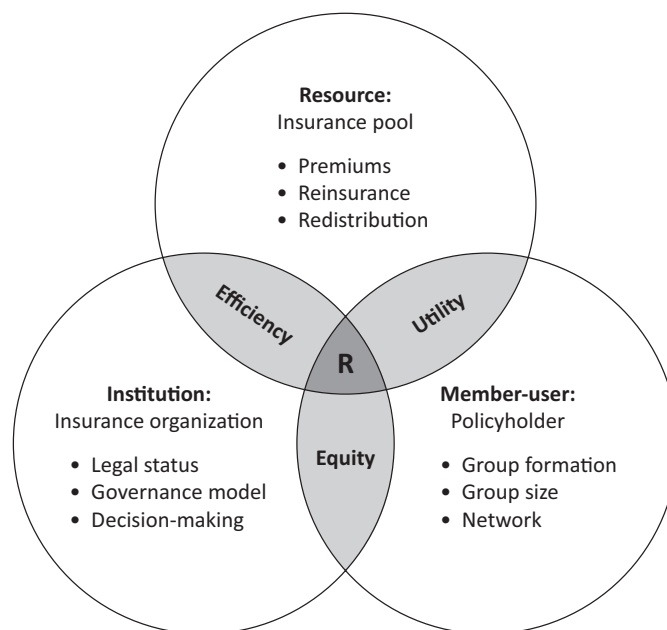 Resource:
Insurance pool
• Premiums
• Reinsurance
• Redistribution
Efficiency
Utility
R
Institution:
Insurance organization
• Legal status
• Governance model
• Decision-making
Equity
Member-user:
Policyholder
• Group formation
• Group size
• Network